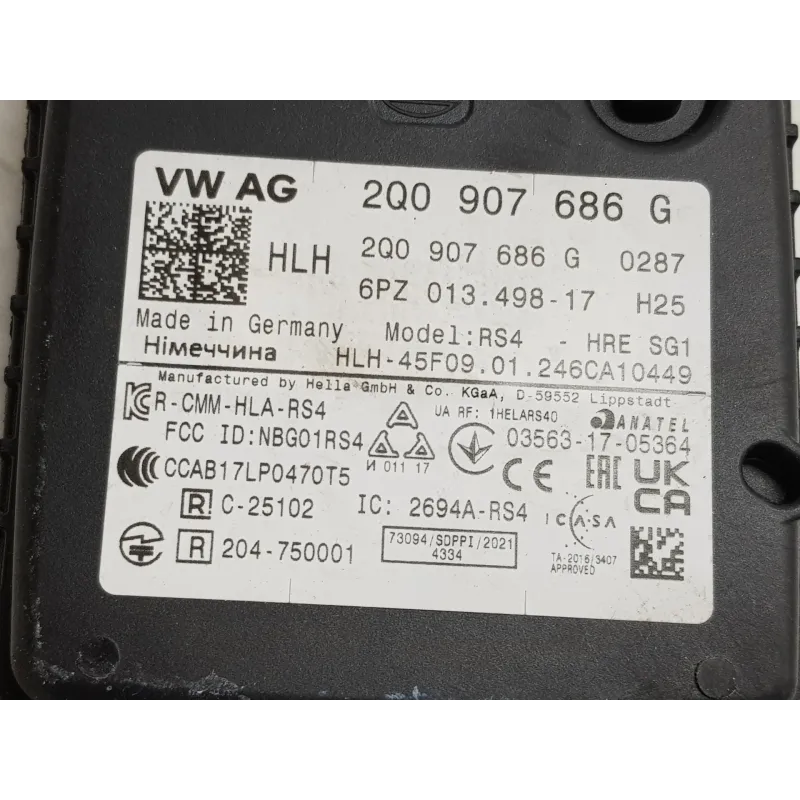 VW AG 2Q0 907 686 G
HLH 2Q0 907 686 G 0287
6PZ 013.498-17 H25
Made in Germany Model:RS4 - HRE SG1
Німеччина HLH-45F09.01.246CA10449
Manufactured by Hella GmbH & Co. KGaA, D-59552 Lippstadt
R-CMM-HLA-RS4 UA RF: 1HELARS40 ANATEL
FCC ID:NBG01RS4 И 011 17 03563-17-05364
CCAB17LP0470T5 CE EAC UK CA
R C-25102 IC: 2694A-RS4 ICASA
R 204-750001 73094/SDPPI/2021
4334
TA-2016/3407
APPROVED